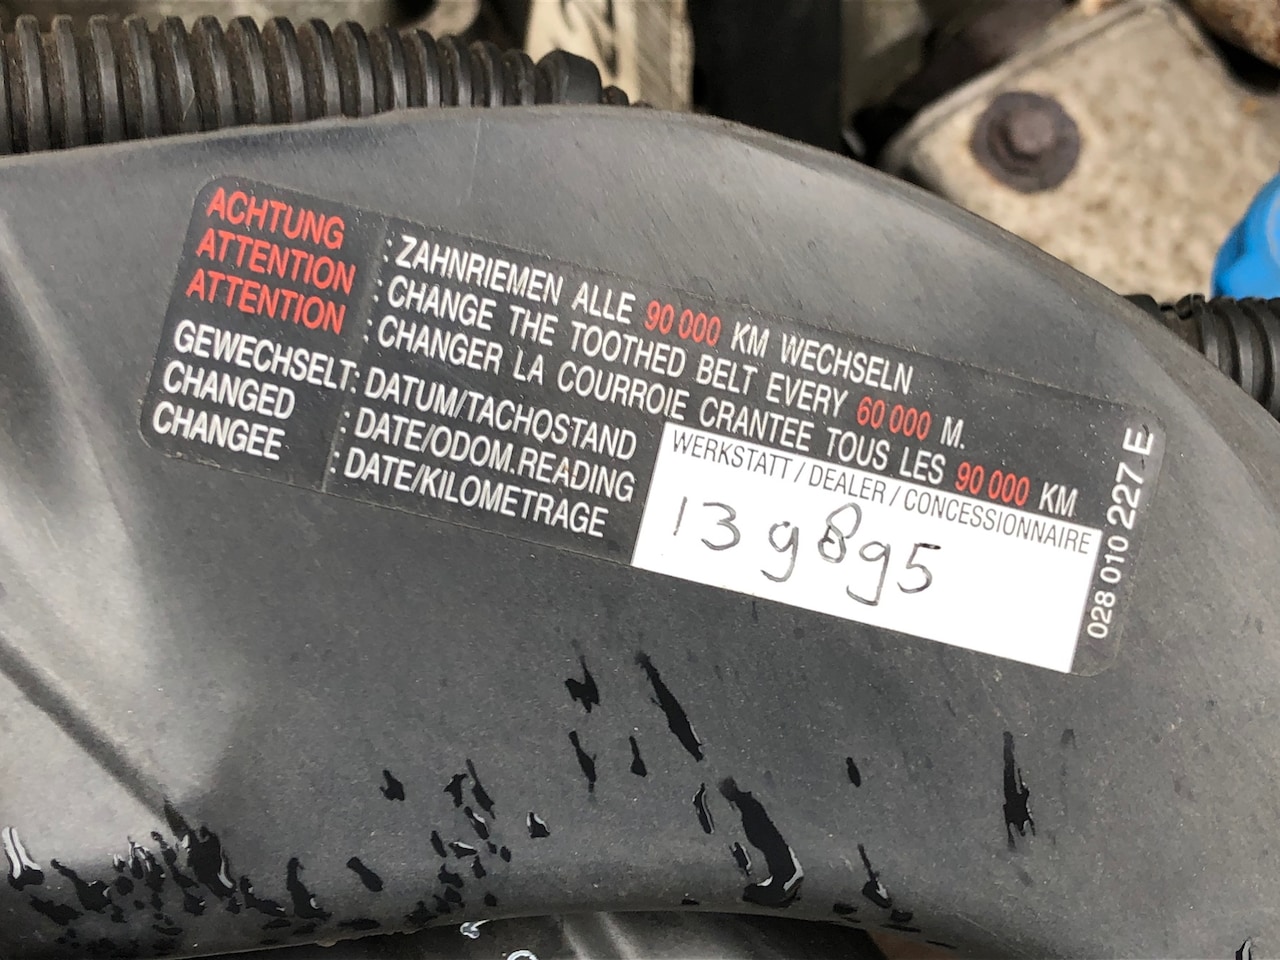 ACHTUNG : ZAHNRIEMEN ALLE 90 000 KM WECHSELN
ATTENTION : CHANGE THE TOOTHED BELT EVERY 60 000 M.
ATTENTION : CHANGER LA COURROIE CRANTEE TOUS LES 90 000 KM
GEWECHSELT : DATUM/TACHOSTAND
CHANGED : DATE/ODOM.READING
CHANGEE : DATE/KILOMETRAGE
WERKSTATT / DEALER / CONCESSIONNAIRE
139895
028 010 227 E